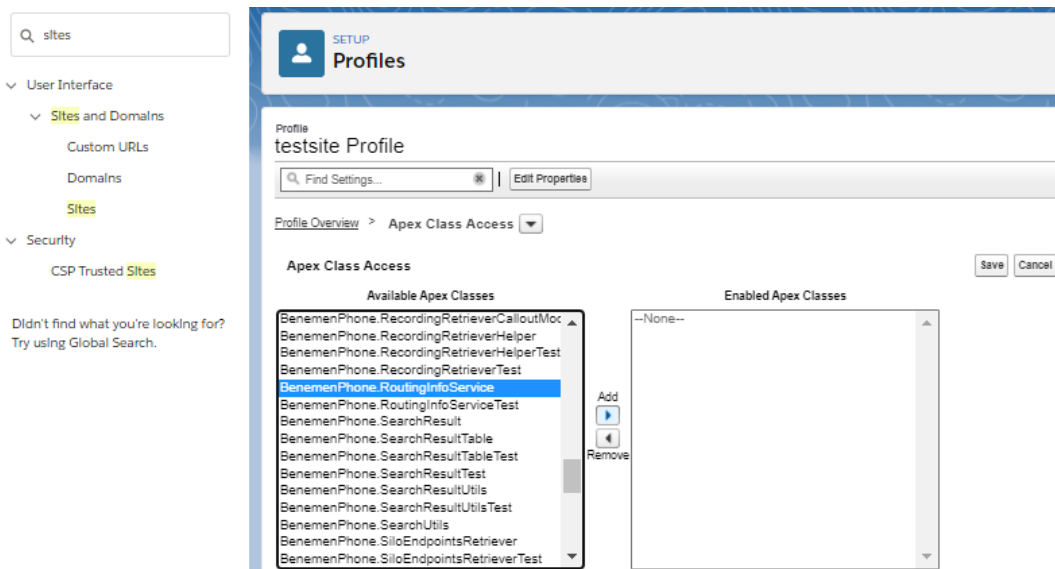 sites
User Interface
Sites and Domains
Custom URLs
Domains
Sites
Security
CSP Trusted Sites
Didn't find what you're looking for?
Try using Global Search.
SETUP
Profiles
Profile
testsite Profile
Find Settings...
Edit Properties
Profile Overview > Apex Class Access
Apex Class Access
Save Cancel
Available Apex Classes
BenemenPhone.RecordingRetrieverCalloutMoc
BenemenPhone.RecordingRetrieverHelper
BenemenPhone.RecordingRetrieverHelperTest
BenemenPhone.RecordingRetrieverTest
BenemenPhone.RoutingInfoService
BenemenPhone.RoutingInfoServiceTest
BenemenPhone.SearchResult
BenemenPhone.SearchResultTable
BenemenPhone.SearchResultTableTest
BenemenPhone.SearchResultTest
BenemenPhone.SearchResultUtils
BenemenPhone.SearchResultUtilsTest
BenemenPhone.SearchUtils
BenemenPhone.SiloEndpointsRetriever
BenemenPhone.SiloEndpointsRetrieverTest
Add
Remove
Enabled Apex Classes
--None--